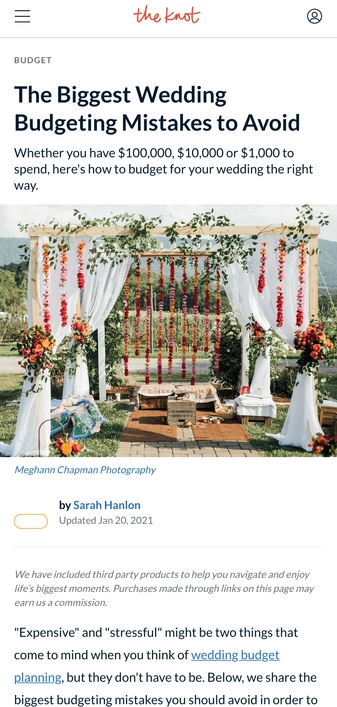 the knot
BUDGET
The Biggest Wedding
Budgeting Mistakes to Avoid
Whether you have $100,000, $10,000 or $1,000 to
spend, here's how to budget for your wedding the right
way.
Meghann Chapman Photography
by Sarah Hanlon
Updated Jan 20, 2021
We have included third party products to help you navigate and enjoy
life's biggest moments. Purchases made through links on this page may
earn us a commission.
"Expensive" and "stressful" might be two things that
come to mind when you think of wedding budget
planning, but they don't have to be. Below, we share the
biggest budgeting mistakes you should avoid in order to